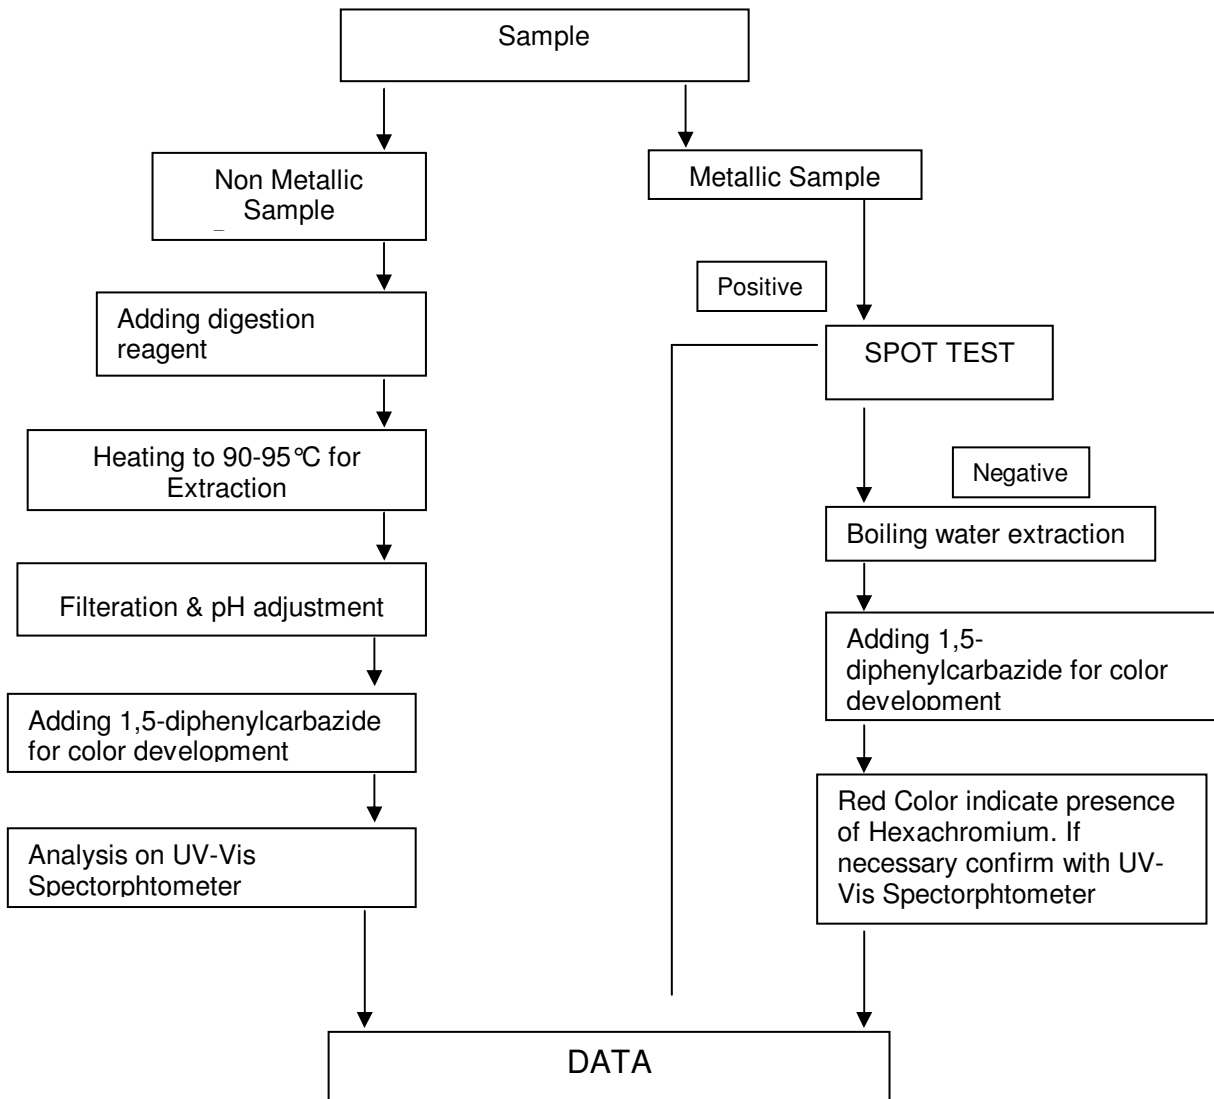 Sample
Non Metallic
Sample
Metallic Sample
Positive
Adding digestion
reagent
SPOT TEST
Heating to 90-95°C for
Extraction
Negative
Boiling water extraction
Filteration & pH adjustment
Adding 1,5-
diphenylcarbazide for color
development
Adding 1,5-diphenylcarbazide
for color development
Red Color indicate presence
of Hexachromium. If
necessary confirm with UV-
Vis Spectorphtometer
Analysis on UV-Vis
Spectorphtometer
DATA